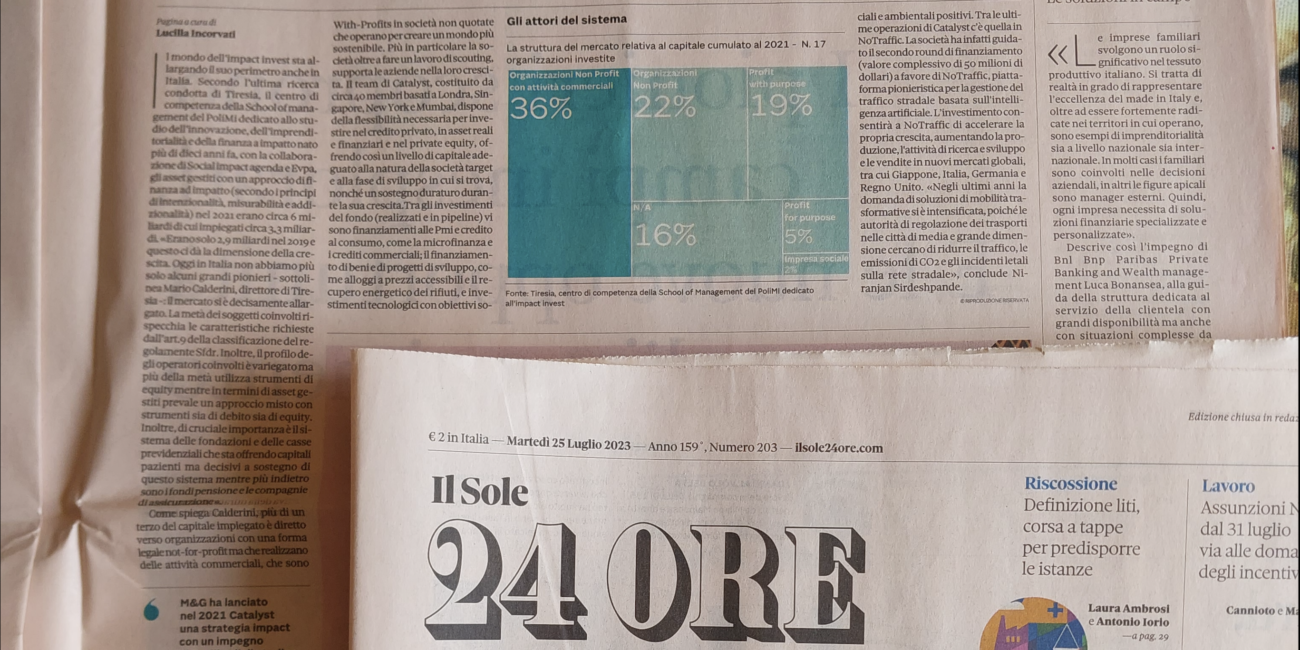 Pagina a cura di
Lucilla Incorvati
l mondo dell'impact invest sta al-
largando il suo perimetro anche in
Italia. Secondo l'ultima ricerca
condotta di Tiresia, il centro di
competenza della School of mana-
gement del PoliMi dedicato allo stu-
dio dell'innovazione, dell'imprendi-
torialità e della finanza a impatto nato
più di dieci anni fa, con la collabora-
zione di Social impact agenda e Evpa,
gli asset gestiti con un approccio di fi-
nanza ad impatto (secondo i principi
di intenzionalità, misurabilità e addi-
zionalità) nel 2021 erano circa 6 mi-
liardi di cui impiegati circa 3,3 miliar-
di. «Erano solo 2,9 miliardi nel 2019 e
questo ci dà la dimensione della cre-
scita. Oggi in Italia non abbiamo più
solo alcuni grandi pionieri - sottoli-
nea Mario Calderini, direttore di Tire-
sia -: il mercato si è decisamente allar-
gato. La metà dei soggetti coinvolti ri-
specchia le caratteristiche richieste
dall'art.9 della classificazione del re-
golamente Sfdr. Inoltre, il profilo de-
gli operatori coinvolti è variegato ma
più della metà utilizza strumenti di
equity mentre in termini di asset ge-
stiti prevale un approccio misto con
strumenti sia di debito sia di equity.
Inoltre, di cruciale importanza è il si-
stema delle fondazioni e delle casse
previdenziali che sta offrendo capitali
pazienti ma decisivi a sostegno di
questo sistema mentre più indietro
sono i fondi pensione e le compagnie
di assicurazione».
Come spiega Calderini, più di un
terzo del capitale impiegato è diretto
verso organizzazioni con una forma
legale not-for-profit ma che realizzano
delle attività commerciali, che sono
M&G ha lanciato
nel 2021 Catalyst
una strategia impact
con un impegno
With-Profits in società non quotate
che operano per creare un mondo più
sostenibile. Più in particolare la so-
cietà oltre a fare un lavoro di scouting,
supporta le aziende nella loro cresci-
ta. Il team di Catalyst, costituito da
circa 40 membri basati a Londra, Sin-
gapore, New York e Mumbai, dispone
della flessibilità necessaria per inve-
stire nel credito privato, in asset reali
e finanziari e nel private equity, of-
frendo così un livello di capitale ade-
guato alla natura della società target
e alla fase di sviluppo in cui si trova,
nonché un sostegno duraturo duran-
te la sua crescita. Tra gli investimenti
del fondo (realizzati e in pipeline) vi
sono finanziamenti alle Pmi e credito
al consumo, come la microfinanza e
I crediti commerciali; il finanziamen-
to di beni e di progetti di sviluppo, co-
me alloggi a prezzi accessibili e il re-
cupero energetico dei rifiuti, e inve-
stimenti tecnologici con obiettivi so-
Gli attori del sistema
La struttura del mercato relativa al capitale cumulato al 2021 - N. 17
organizzazioni investite
Organizzazioni Non Profit
con attività commerciali
36%
Organizzazioni
Non Profit
22%
Profit
with purpose
19%
N/A
16%
Profit
for purpose
5%
Impresa sociale
2%
Fonte: Tiresia, centro di competenza della School of Management del PoliMI dedicato
all'impact invest
ciali e ambientali positivi. Tra le ulti-
me operazioni di Catalyst c'è quella in
NoTraffic. La società ha infatti guida-
to il second round di finanziamento
(valore complessivo di 50 milioni di
dollari) a favore di NoTraffic, piatta-
forma pionieristica per la gestione del
traffico stradale basata sull'intelli-
genza artificiale. L'investimento con-
sentirà a NoTraffic di accelerare la
propria crescita, aumentando la pro-
duzione, l'attività di ricerca e sviluppo
e le vendite in nuovi mercati globali,
tra cui Giappone, Italia, Germania e
Regno Unito. «Negli ultimi anni la
domanda di soluzioni di mobilità tra-
sformative si è intensificata, poiché le
autorità di regolazione dei trasporti
nelle città di media e grande dimen-
sione cercano di ridurre il traffico, le
emissioni di CO2 e gli incidenti letali
sulla rete stradale», conclude Ni-
ranjan Sirdeshpande.
©RIPRODUZIONE RISERVATA
«L
e imprese familiari
svolgono un ruolo si-
gnificativo nel tessuto
produttivo italiano. Si tratta di
realtà in grado di rappresentare
l'eccellenza del made in Italy e,
oltre ad essere fortemente radi-
cate nei territori in cui operano,
sono esempi di imprenditorialità
sia a livello nazionale sia inter-
nazionale. In molti casi i familiari
sono coinvolti nelle decisioni
aziendali, in altri le figure apicali
sono manager esterni. Quindi,
ogni impresa necessita di solu-
zioni finanziarie specializzate e
personalizzate».
Descrive così l'impegno di
Bnl Bnp Paribas Private
Banking and Wealth manage-
ment Luca Bonansea, alla gui-
da della struttura dedicata al
servizio della clientela con
grandi disponibilità ma anche
con situazioni complesse da
Edizione chiusa in reda
€ 2 in Italia — Martedì 25 Luglio 2023 — Anno 159°, Numero 203 — ilsole24ore.com
Il Sole
24 ORE
Riscossione
Definizione liti,
corsa a tappe
per predisporre
le istanze
Laura Ambrosi
e Antonio Iorio
—a pag. 29
Lavoro
Assunzioni N
dal 31 luglio
via alle doma
degli incentiv
Cannioto e Ma